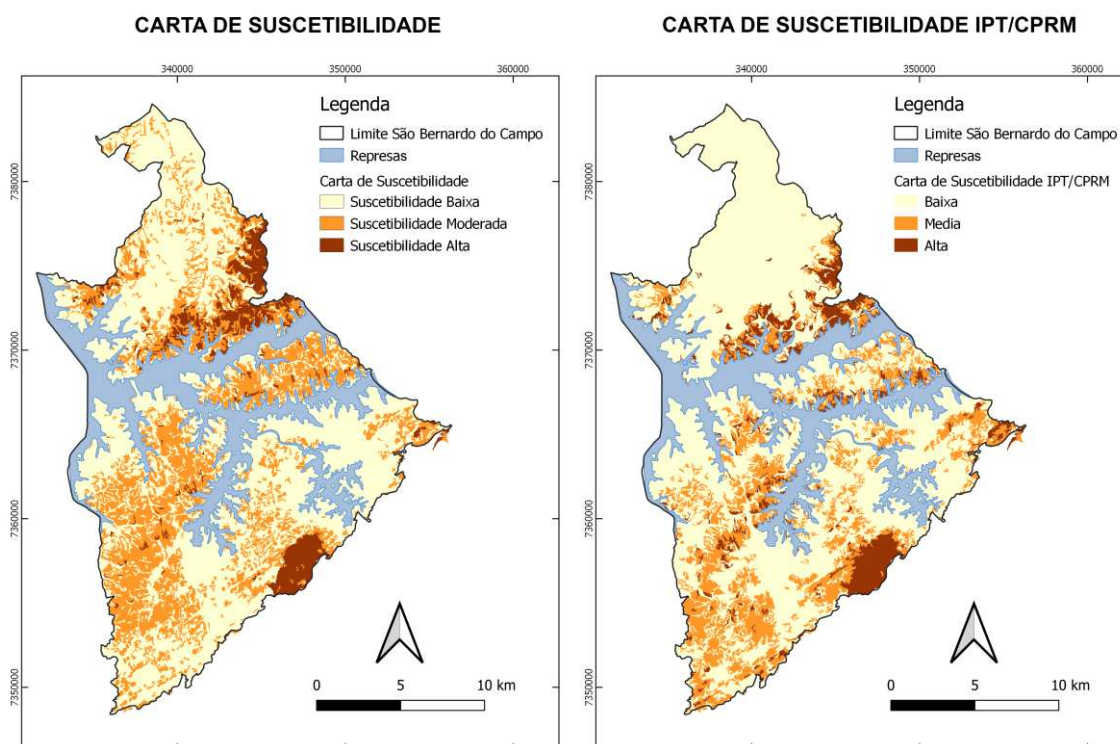 CARTA DE SUSCETIBILIDADE
340000 350000 360000
7380000
7370000
7360000
7350000
Legenda
Limite São Bernardo do Campo
Represas
Carta de Suscetibilidade
Suscetibilidade Baixa
Suscetibilidade Moderada
Suscetibilidade Alta
0 5 10 km
CARTA DE SUSCETIBILIDADE IPT/CPRM
340000 350000 360000
7380000
7370000
7360000
7350000
Legenda
Limite São Bernardo do Campo
Represas
Carta de Suscetibilidade IPT/CPRM
Baixa
Media
Alta
0 5 10 km